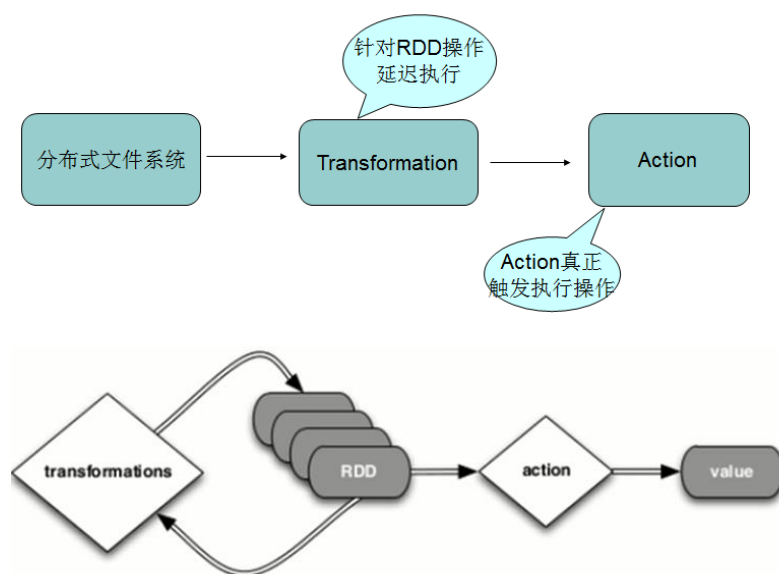 针对RDD操作
延迟执行
分布式文件系统
Transformation
Action
Action真正
触发执行操作
transformations
RDD
action
value